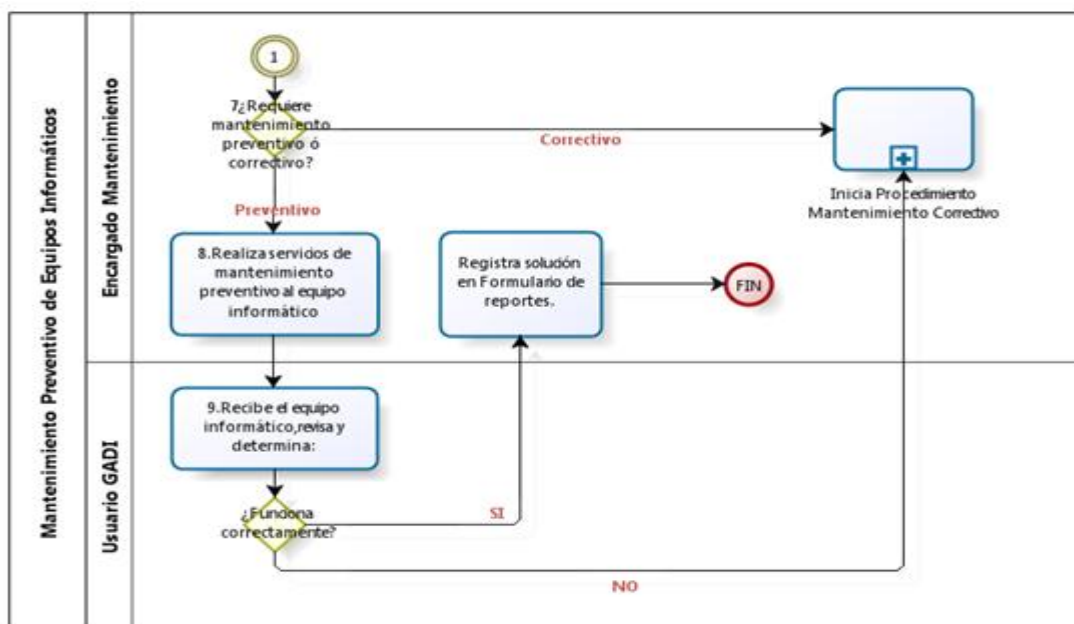 Mantenimiento Preventivo de Equipos Informáticos
Encargado Mantenimiento
1
7¿Requiere
mantenimiento
preventivo ó
correctivo?
Correctivo
Inicia Procedimiento
Mantenimiento Correctivo
Preventivo
8.Realiza servicios de
mantenimiento
preventivo al equipo
informático
Registra solución
en Formulario de
reportes.
FIN
Usuario GADI
9.Recibe el equipo
informático,revisa y
determina:
¿Funciona
correctamente?
SI
NO